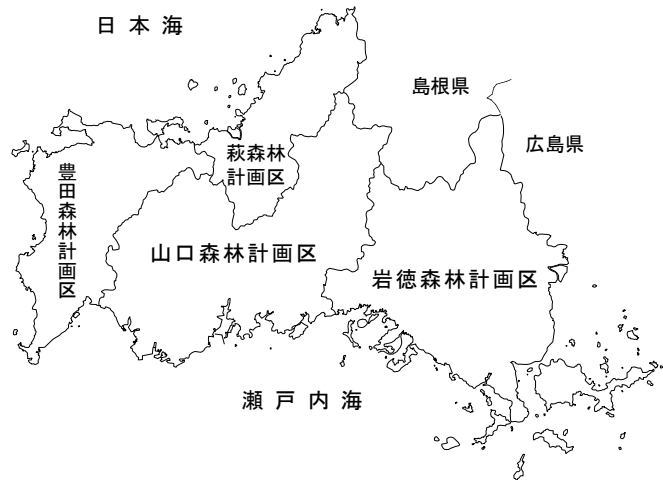 日本海
島根県
広島県
萩森林
計画区
豊田森林計画区
山口森林計画区
岩徳森林計画区
瀬戸内海